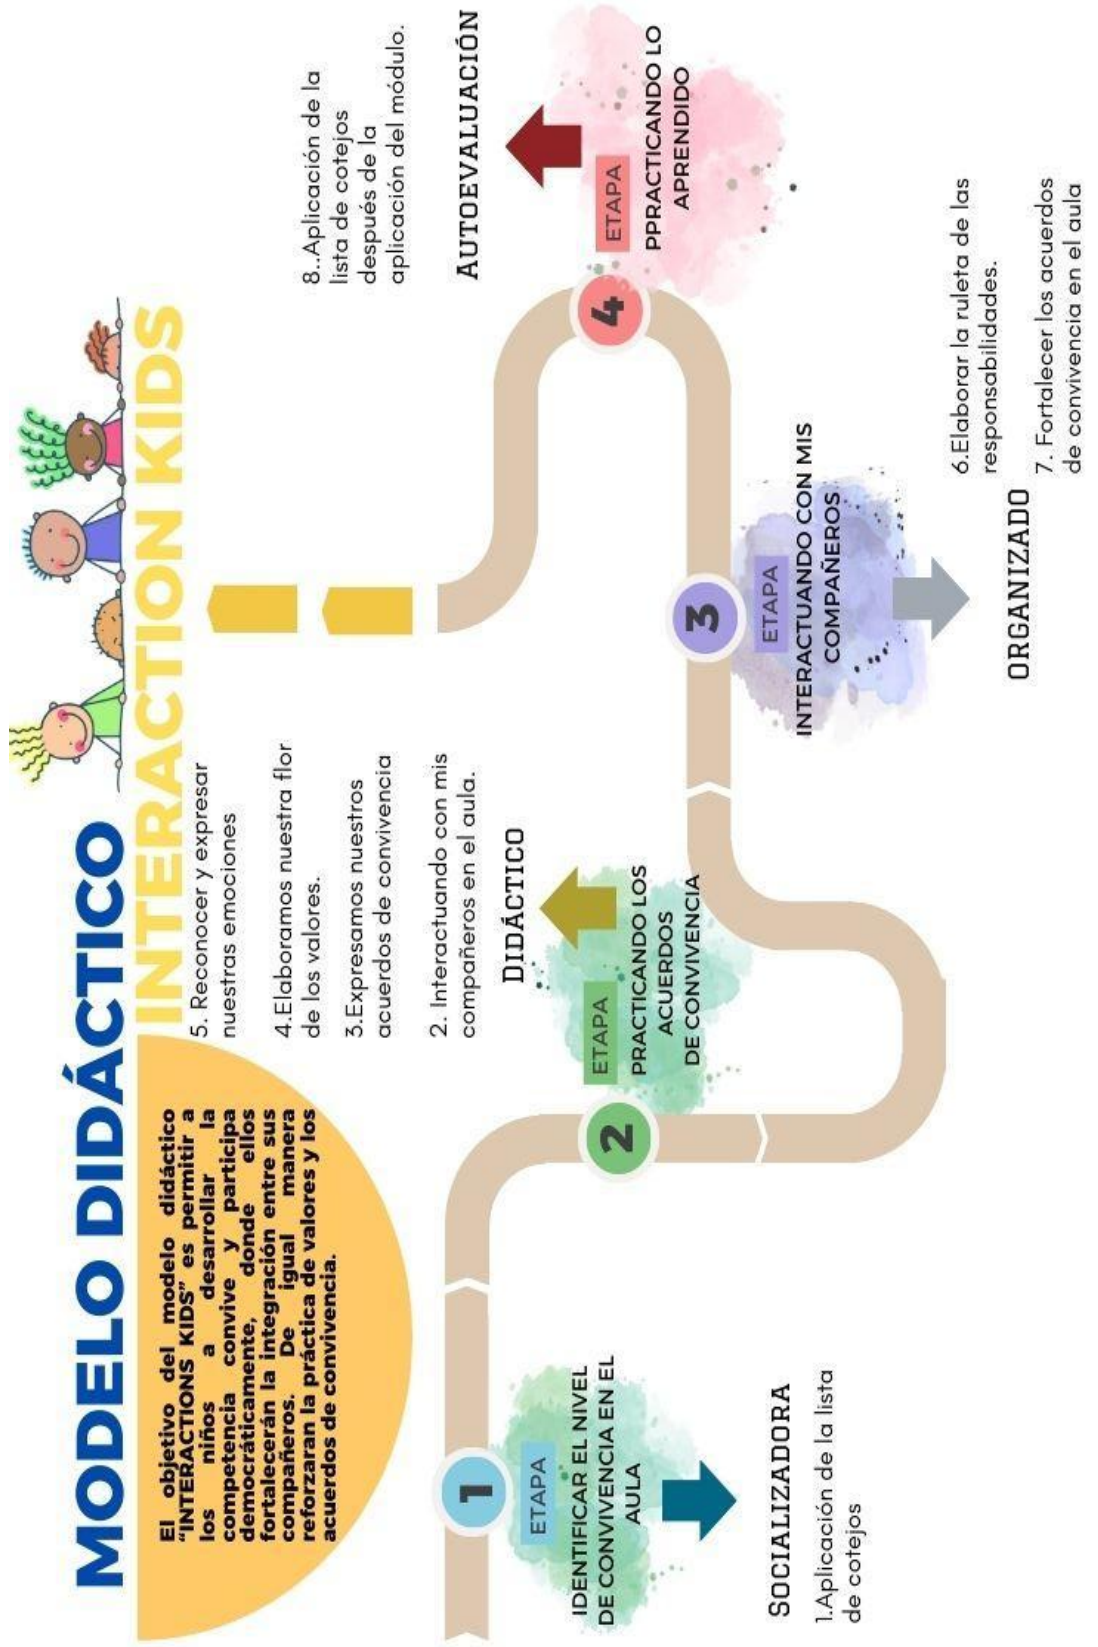 MODELO DIDÁCTICO
INTERACTION KIDS
El objetivo del modelo didáctico
"INTERACTIONS KIDS" es permitir a
los niños a desarrollar la
competencia convive y participa
democráticamente, donde ellos
fortalecerán la integración entre sus
compañeros. De igual manera
reforzaran la práctica de valores y los
acuerdos de convivencia.
1
ETAPA
IDENTIFICAR EL NIVEL
DE CONVIVENCIA EN EL
AULA
SOCIALIZADORA
1.Aplicación de la lista
de cotejos
5. Reconocer y expresar
nuestras emociones
4.Elaboramos nuestra flor
de los valores.
3.Expresamos nuestros
acuerdos de convivencia
2. Interactuando con mis
compañeros en el aula.
DIDÁCTICO
2
ETAPA
PRACTICANDO LOS
ACUERDOS
DE CONVIVENCIA
3
ETAPA
INTERACTUANDO CON MIS
COMPAÑEROS
ORGANIZADO
6.Elaborar la ruleta de las
responsabilidades.
7. Fortalecer los acuerdos
de convivencia en el aula
8..Aplicación de la
lista de cotejos
después de la
aplicación del módulo.
AUTOEVALUACIÓN
4
ETAPA
PPRACTICANDO LO
APRENDIDO